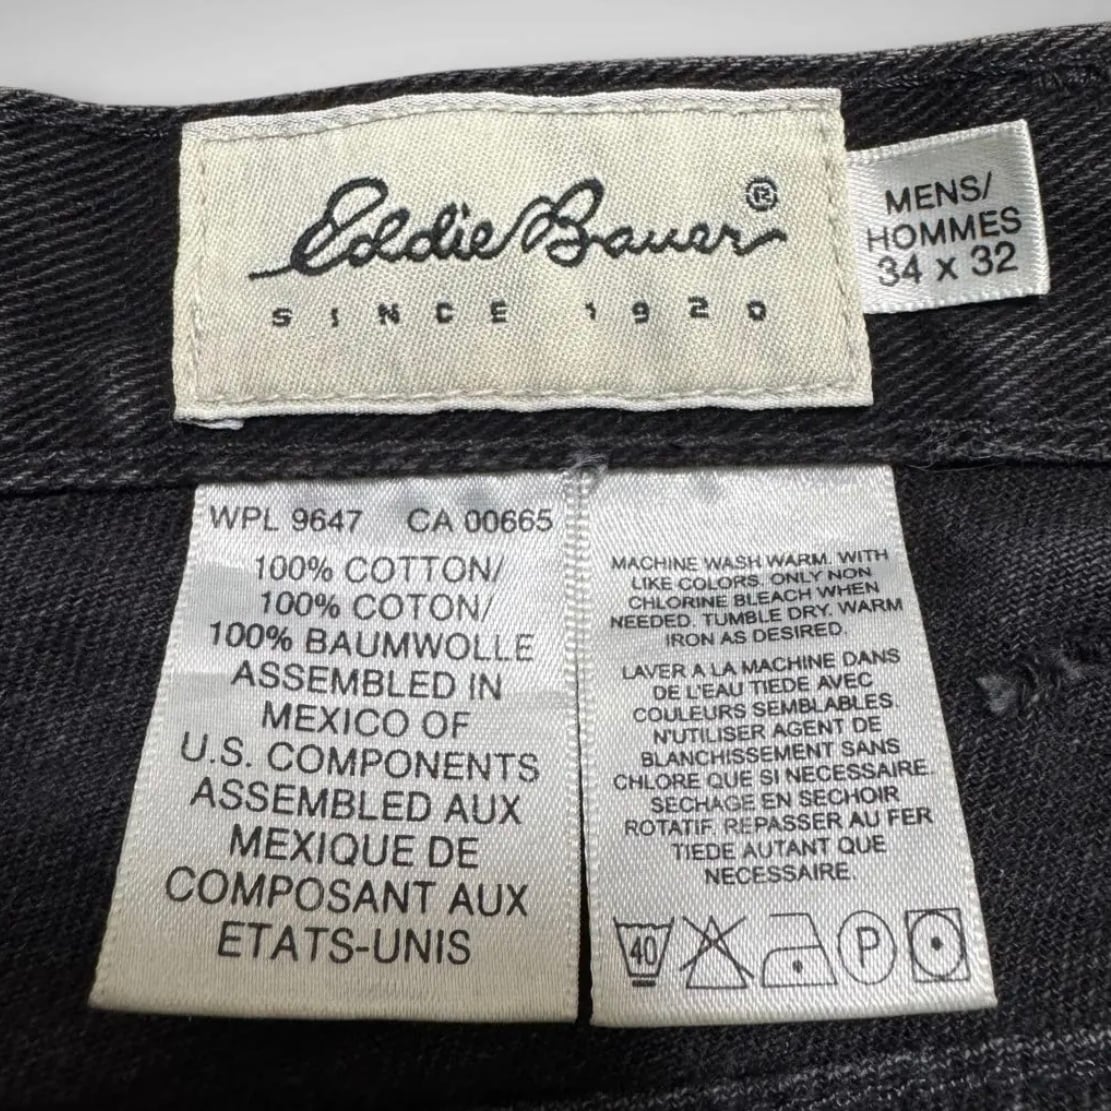 Eddie Bauer®
SINCE 1920
MENS/
HOMMES
34 x 32
WPL 9647 CA 00665
100% COTTON/
100% COTON/
100% BAUMWOLLE
ASSEMBLED IN
MEXICO OF
U.S. COMPONENTS
ASSEMBLED AUX
MEXIQUE DE
COMPOSANT AUX
ETATS-UNIS
MACHINE WASH WARM. WITH
LIKE COLORS. ONLY NON
CHLORINE BLEACH WHEN
NEEDED. TUMBLE DRY. WARM
IRON AS DESIRED.
LAVER A LA MACHINE DANS
DE L'EAU TIEDE AVEC
COULEURS SEMBLABLES.
N'UTILISER AGENT DE
BLANCHISSEMENT SANS
CHLORE QUE SI NECESSAIRE.
SECHAGE EN SECHOIR
ROTATIF. REPASSER AU FER
TIEDE AUTANT QUE
NECESSAIRE.
40 P